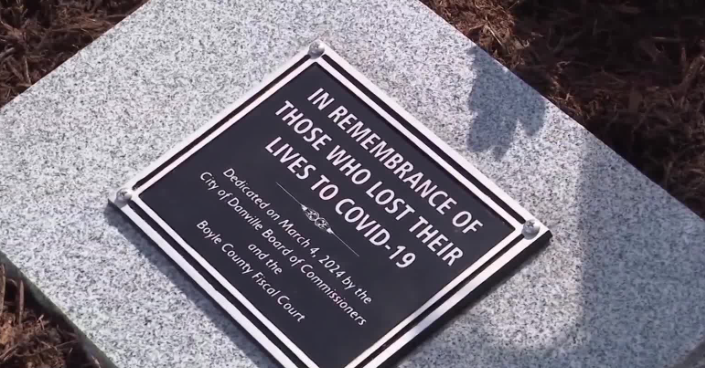 IN REMEMBRANCE OF
THOSE WHO LOST THEIR
LIVES TO COVID-19
Dedicated on March 4, 2024 by the
City of Danville Board of Commissioners
and the
Boyle County Fiscal Court